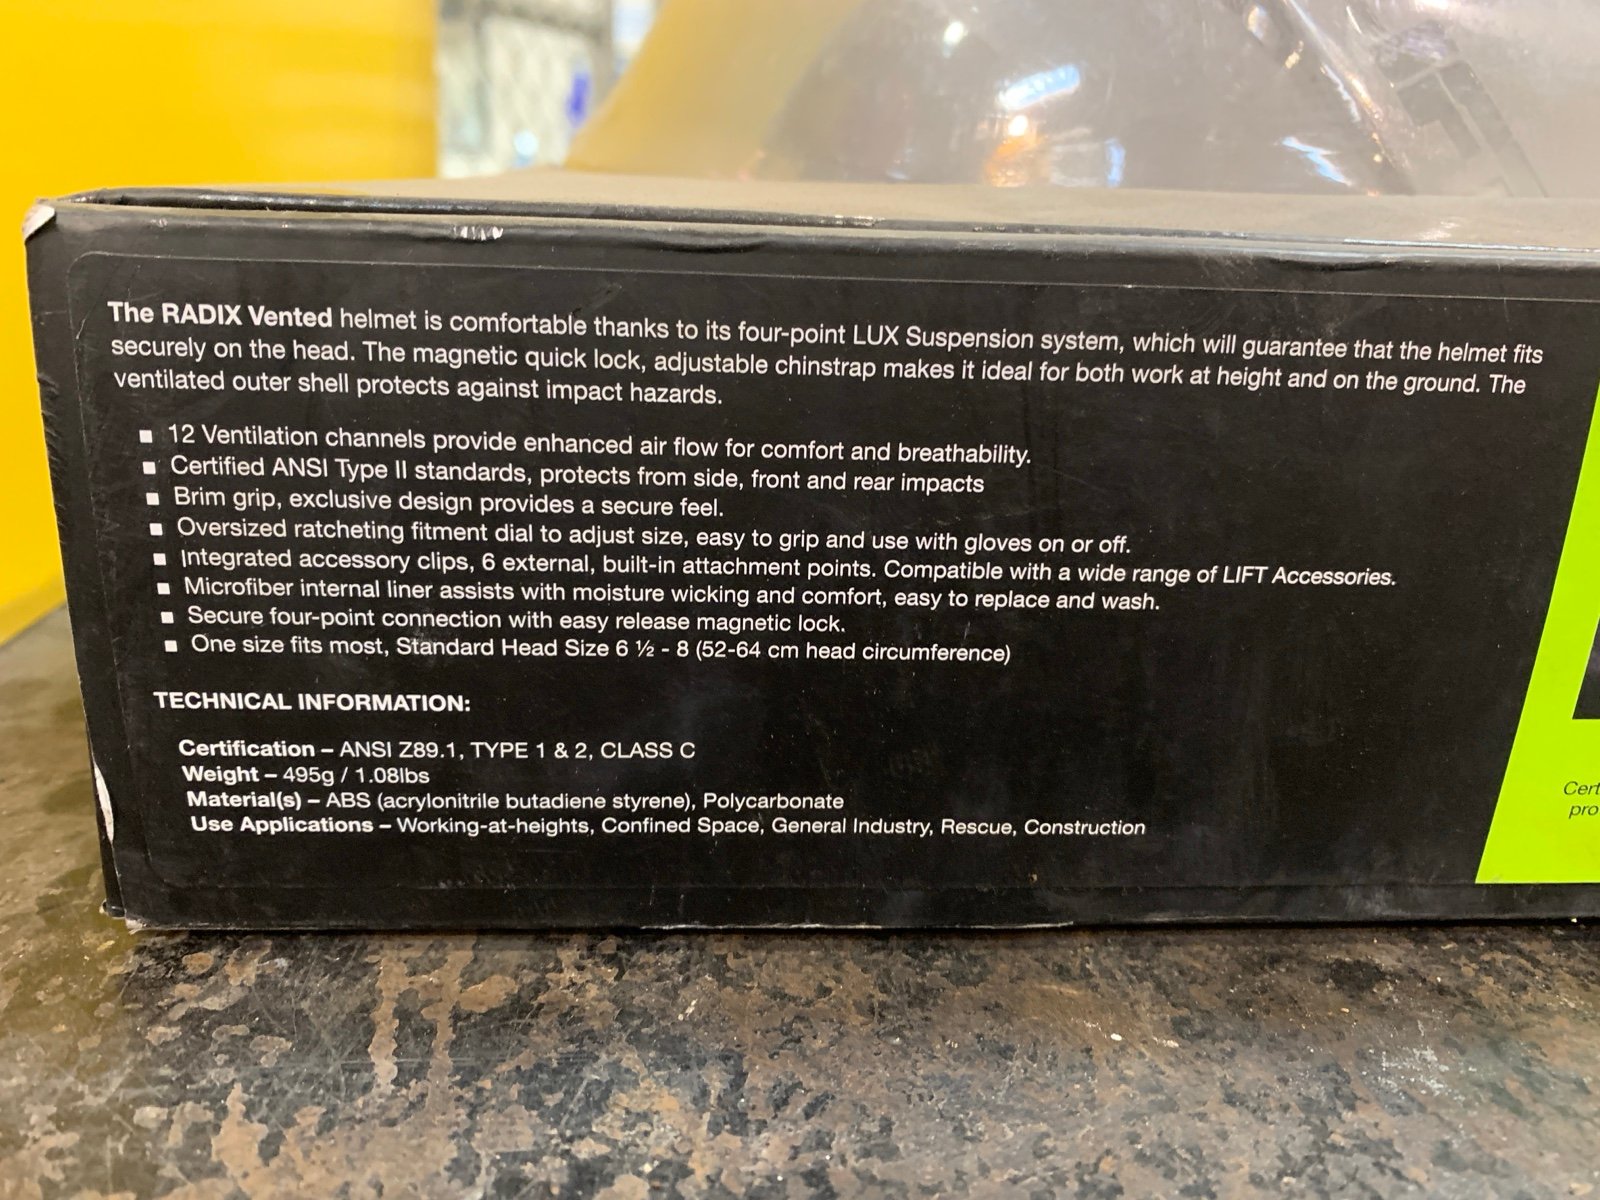 The RADIX Vented helmet is comfortable thanks to its four-point LUX Suspension system, which will guarantee that the helmet fits
securely on the head. The magnetic quick lock, adjustable chinstrap makes it ideal for both work at height and on the ground. The
ventilated outer shell protects against impact hazards.
▪ 12 Ventilation channels provide enhanced air flow for comfort and breathability.
▪ Certified ANSI Type II standards, protects from side, front and rear impacts
▪ Brim grip, exclusive design provides a secure feel.
▪ Oversized ratcheting fitment dial to adjust size, easy to grip and use with gloves on or off.
▪ Integrated accessory clips, 6 external, built-in attachment points. Compatible with a wide range of LIFT Accessories.
▪ Microfiber internal liner assists with moisture wicking and comfort, easy to replace and wash.
▪ Secure four-point connection with easy release magnetic lock.
▪ One size fits most, Standard Head Size 6 ½ - 8 (52-64 cm head circumference)
TECHNICAL INFORMATION:
Certification – ANSI Z89.1, TYPE 1 & 2, CLASS C
Weight – 495g / 1.08lbs
Material(s) – ABS (acrylonitrile butadiene styrene), Polycarbonate
Use Applications – Working-at-heights, Confined Space, General Industry, Rescue, Construction